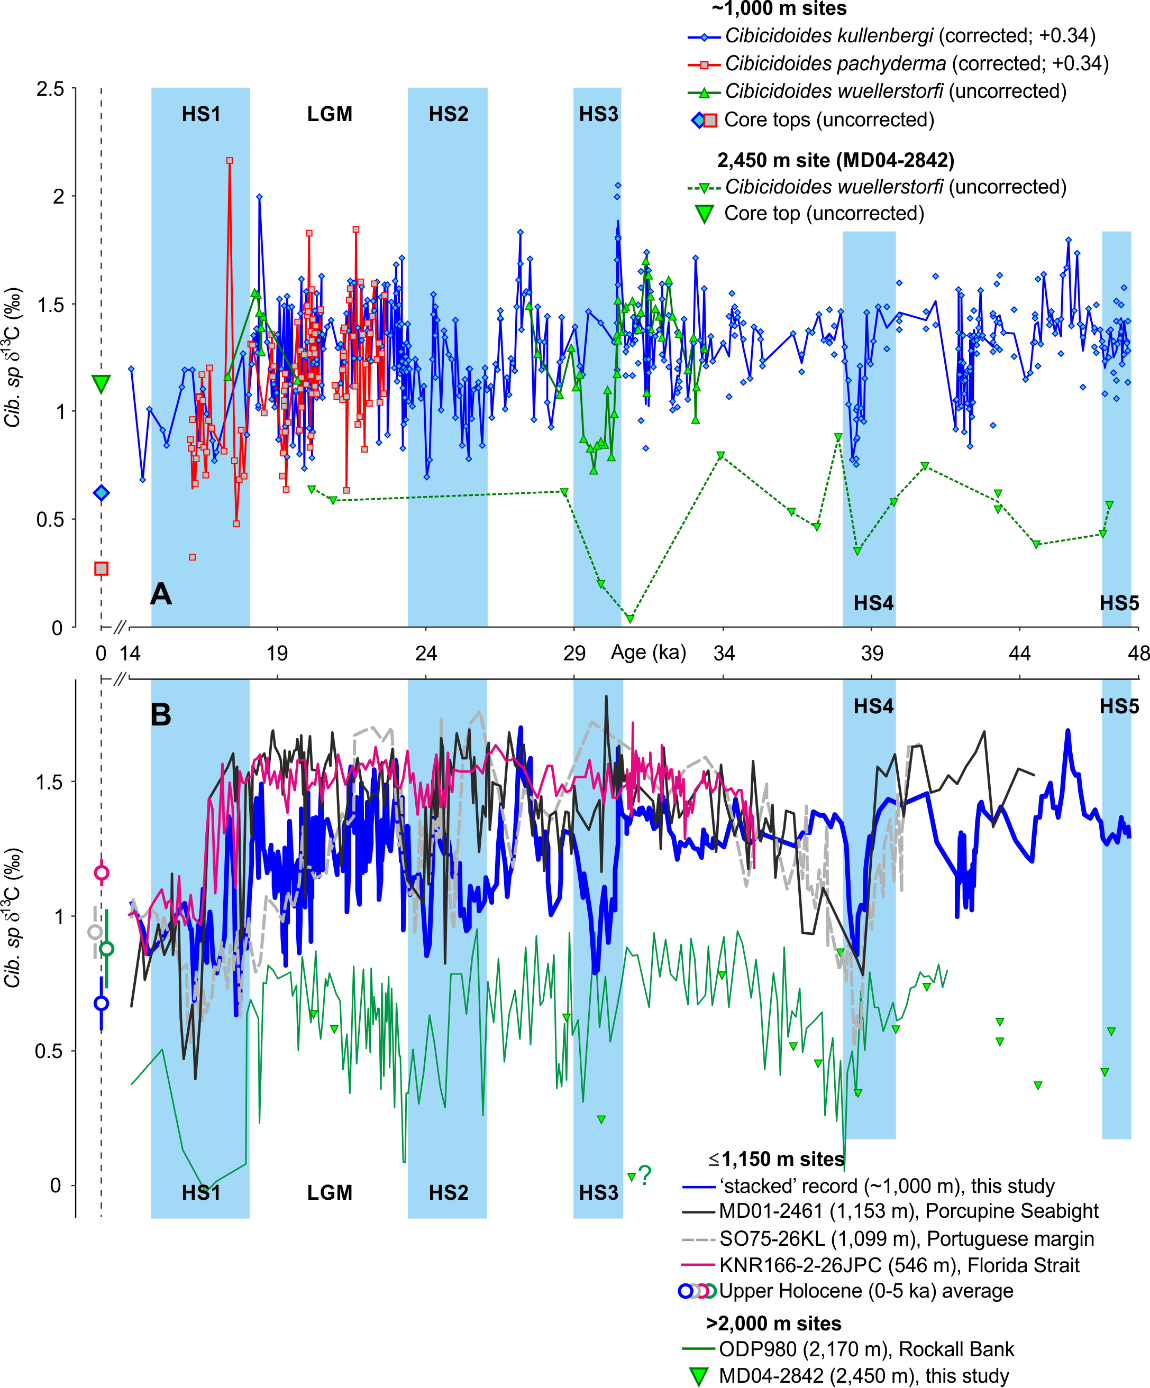 ~1,000 m sites
Cibicidoides kullenbergi (corrected; +0.34)
Cibicidoides pachyderma (corrected; +0.34)
Cibicidoides wuellerstorfi (uncorrected)
Core tops (uncorrected)
2,450 m site (MD04-2842)
Cibicidoides wuellerstorfi (uncorrected)
Core top (uncorrected)
2.5
HS1 LGM HS2 HS3
2
1.5
Cib. sp δ¹³C (‰)
1
0.5
A
HS4 HS5
0
0 14 19 24 29 Age (ka) 34 39 44 48
B
HS4 HS5
1.5
Cib. sp δ¹³C (‰)
1
0.5
0
?
HS1 LGM HS2 HS3
≤1,150 m sites
'stacked' record (~1,000 m), this study
MD01-2461 (1,153 m), Porcupine Seabight
SO75-26KL (1,099 m), Portuguese margin
KNR166-2-26JPC (546 m), Florida Strait
Upper Holocene (0-5 ka) average
>2,000 m sites
ODP980 (2,170 m), Rockall Bank
MD04-2842 (2,450 m), this study